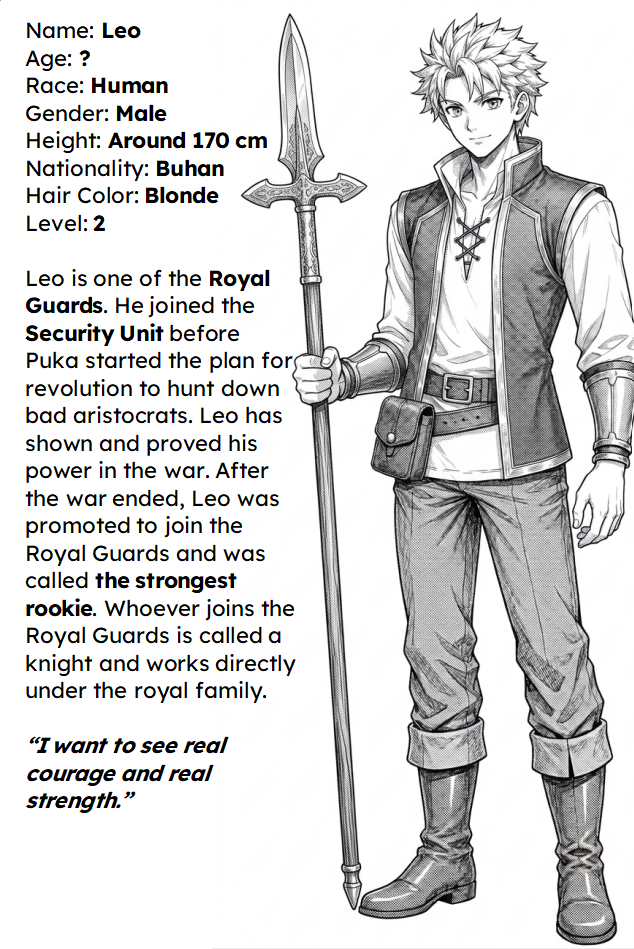 Name: Leo
Age: ?
Race: Human
Gender: Male
Height: Around 170 cm
Nationality: Buhan
Hair Color: Blonde
Level: 2
Leo is one of the Royal
Guards. He joined the
Security Unit before
Puka started the plan for
revolution to hunt down
bad aristocrats. Leo has
shown and proved his
power in the war. After
the war ended, Leo was
promoted to join the
Royal Guards and was
called the strongest
rookie. Whoever joins the
Royal Guards is called a
knight and works directly
under the royal family.
“I want to see real
courage and real
strength.”